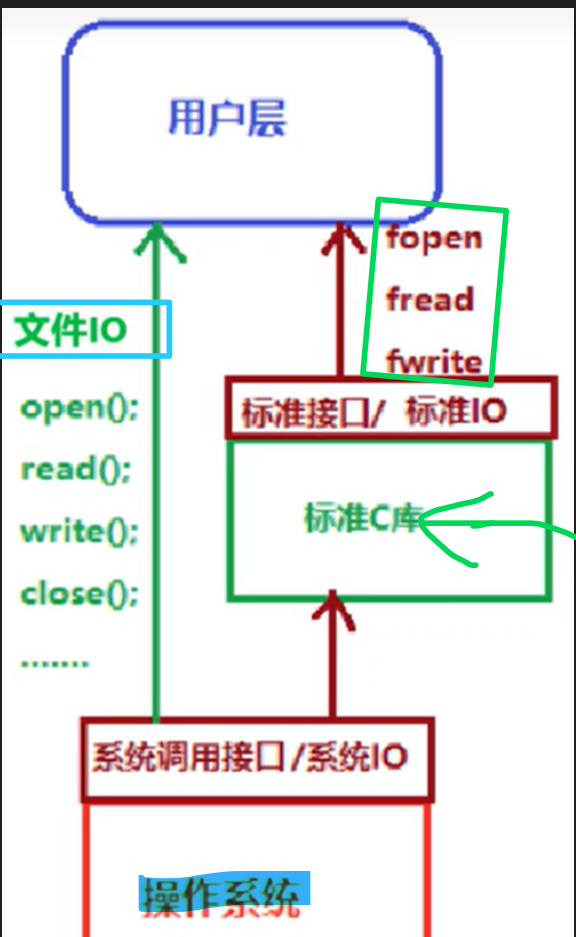 用户层
fopen
fread
fwrite
文件IO
open();
read();
write();
close();
.......
标准接口/ 标准IO
标准C库
系统调用接口/系统IO
操作系统